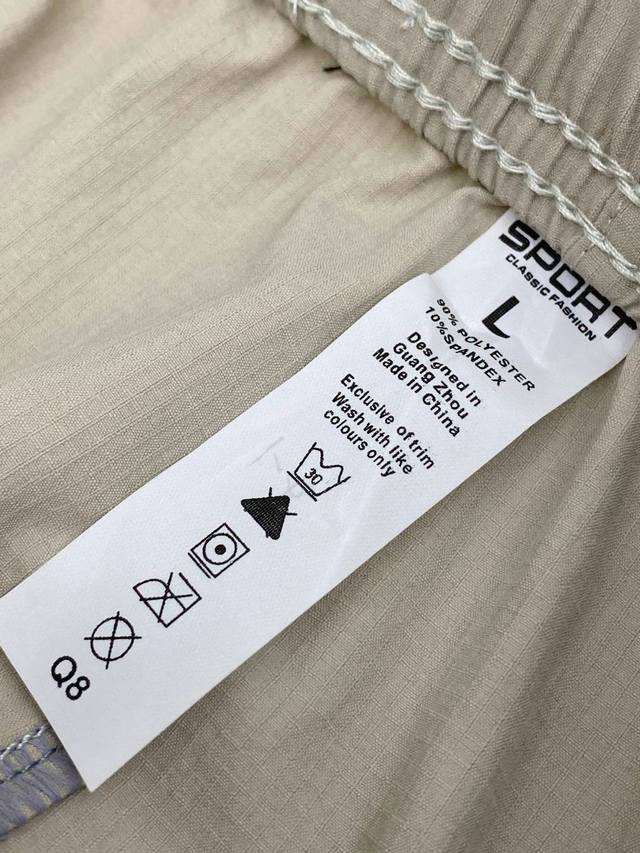 SPORT
CLASSIC FASHION
L
90% POLYESTER
10%SPANDEX
Designed in
Guang Zhou
Made in China
Exclusive of trim
Wash with like
colours only
30
Q8